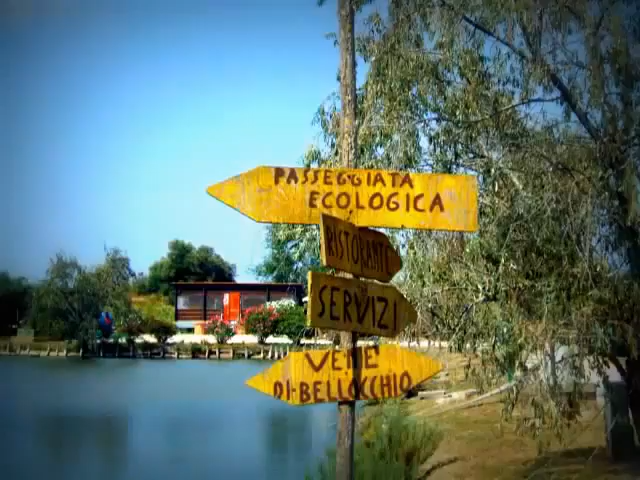 PASSEGGIATA
ECOLOGICA
RISTORANTE
SERVIZI
VENE
DI-BELLOCCHIO